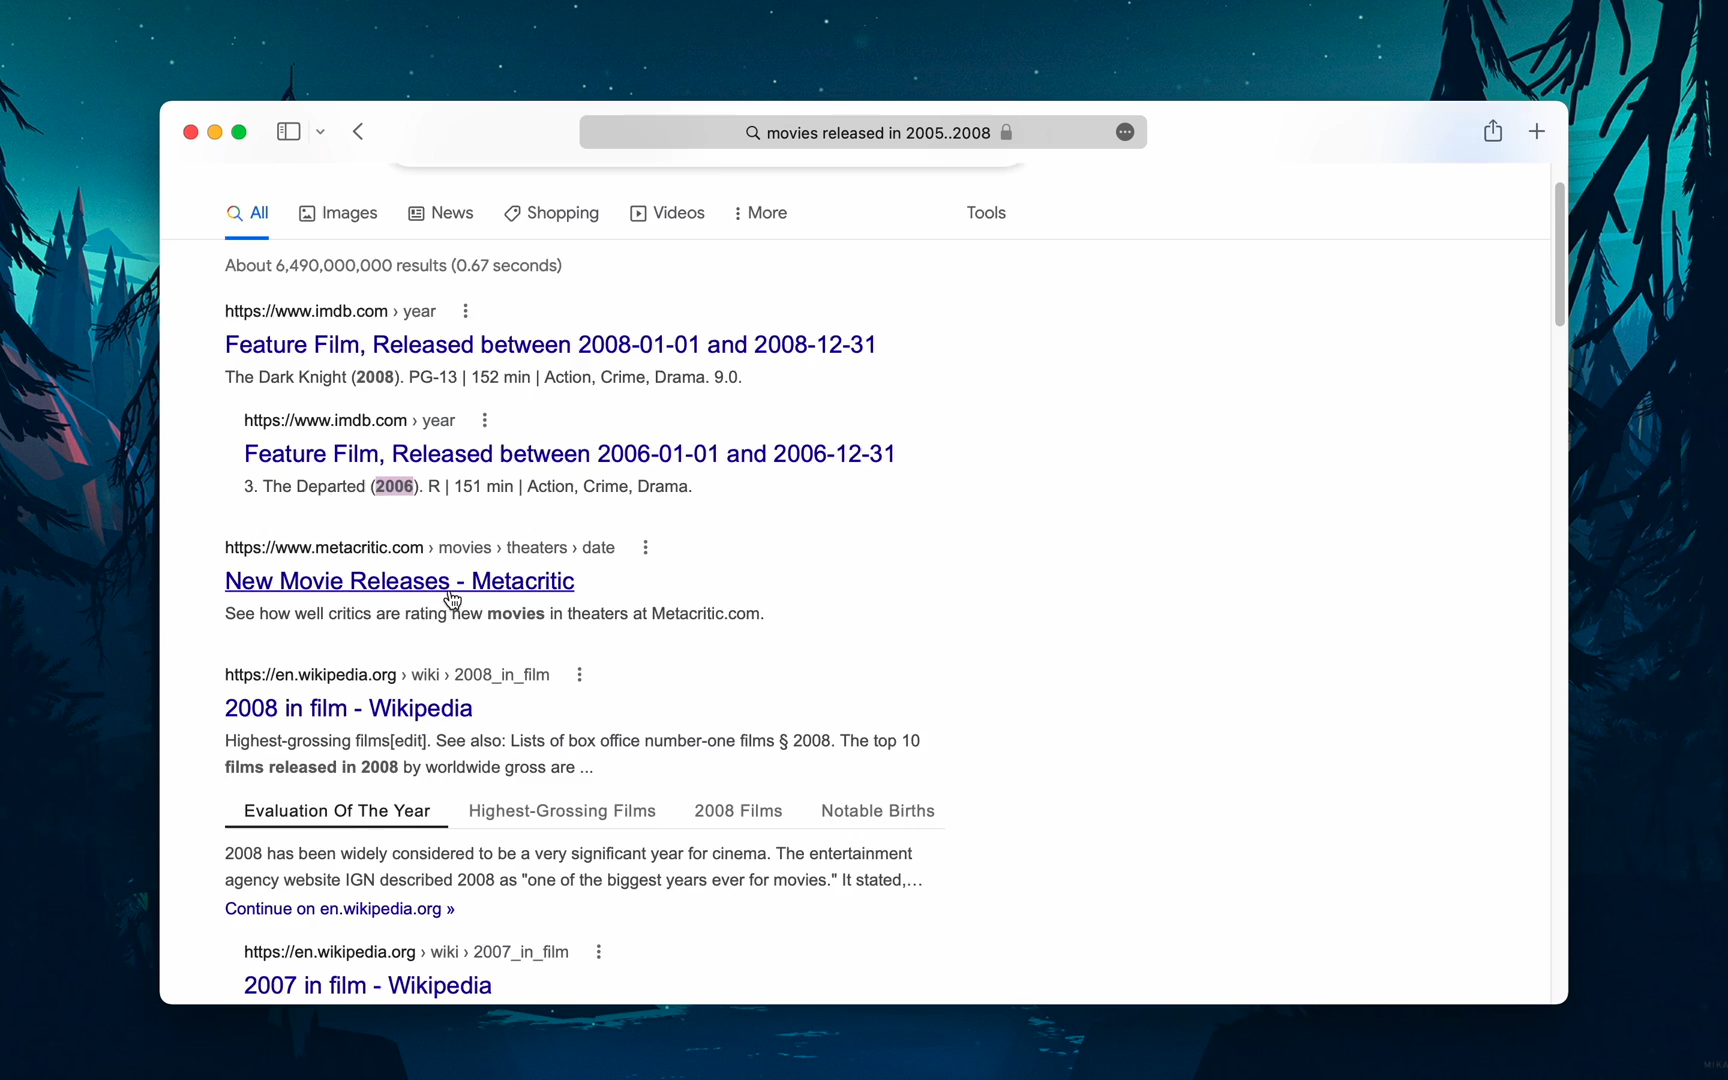 movies released in 2005..2008
All Images News Shopping Videos More Tools
About 6,490,000,000 results (0.67 seconds)
https://www.imdb.com › year
Feature Film, Released between 2008-01-01 and 2008-12-31
The Dark Knight (2008). PG-13 | 152 min | Action, Crime, Drama. 9.0.
https://www.imdb.com › year
Feature Film, Released between 2006-01-01 and 2006-12-31
3. The Departed (2006). R | 151 min | Action, Crime, Drama.
https://www.metacritic.com › movies › theaters › date
New Movie Releases - Metacritic
See how well critics are rating new movies in theaters at Metacritic.com.
https://en.wikipedia.org › wiki › 2008_in_film
2008 in film - Wikipedia
Highest-grossing films[edit]. See also: Lists of box office number-one films § 2008. The top 10
films released in 2008 by worldwide gross are ...
Evaluation Of The Year Highest-Grossing Films 2008 Films Notable Births
2008 has been widely considered to be a very significant year for cinema. The entertainment
agency website IGN described 2008 as "one of the biggest years ever for movies." It stated,...
Continue on en.wikipedia.org »
https://en.wikipedia.org › wiki › 2007_in_film
2007 in film - Wikipedia